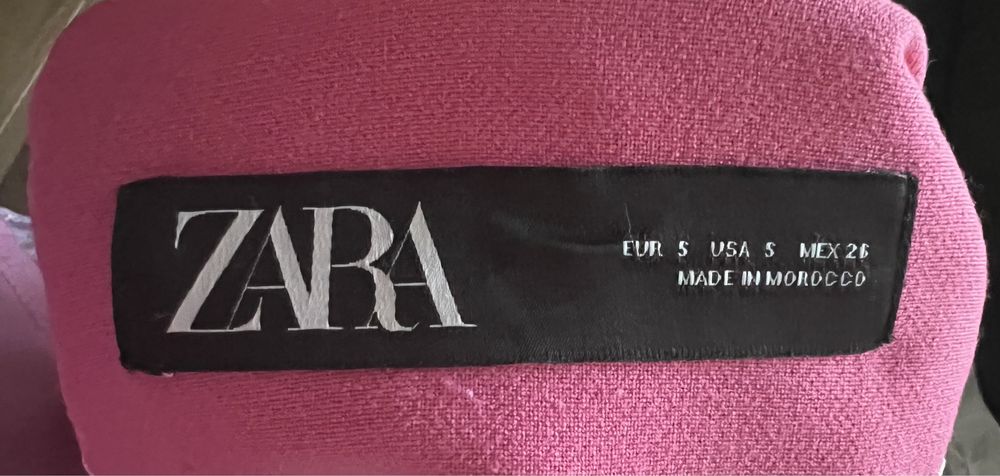 ZARA
EUR S USA S MEX 26
MADE IN MOROCCO